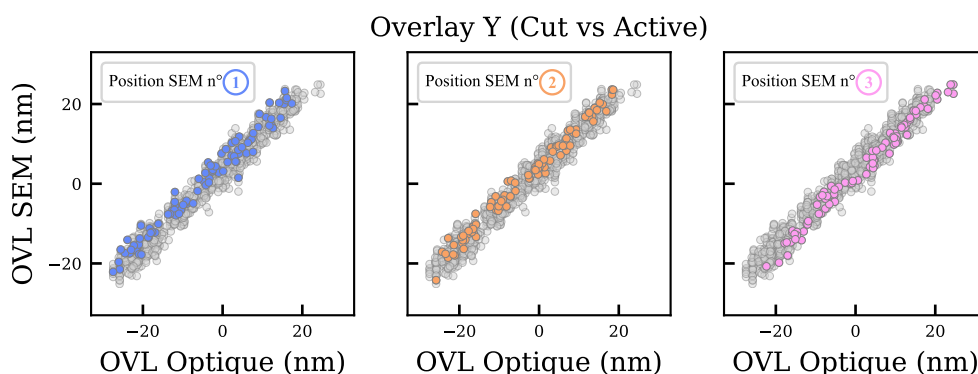 Overlay Y (Cut vs Active)
OVL SEM (nm)
20
0
−20
Position SEM n° 1
Position SEM n° 2
Position SEM n° 3
−20 0 20
−20 0 20
−20 0 20
OVL Optique (nm)
OVL Optique (nm)
OVL Optique (nm)